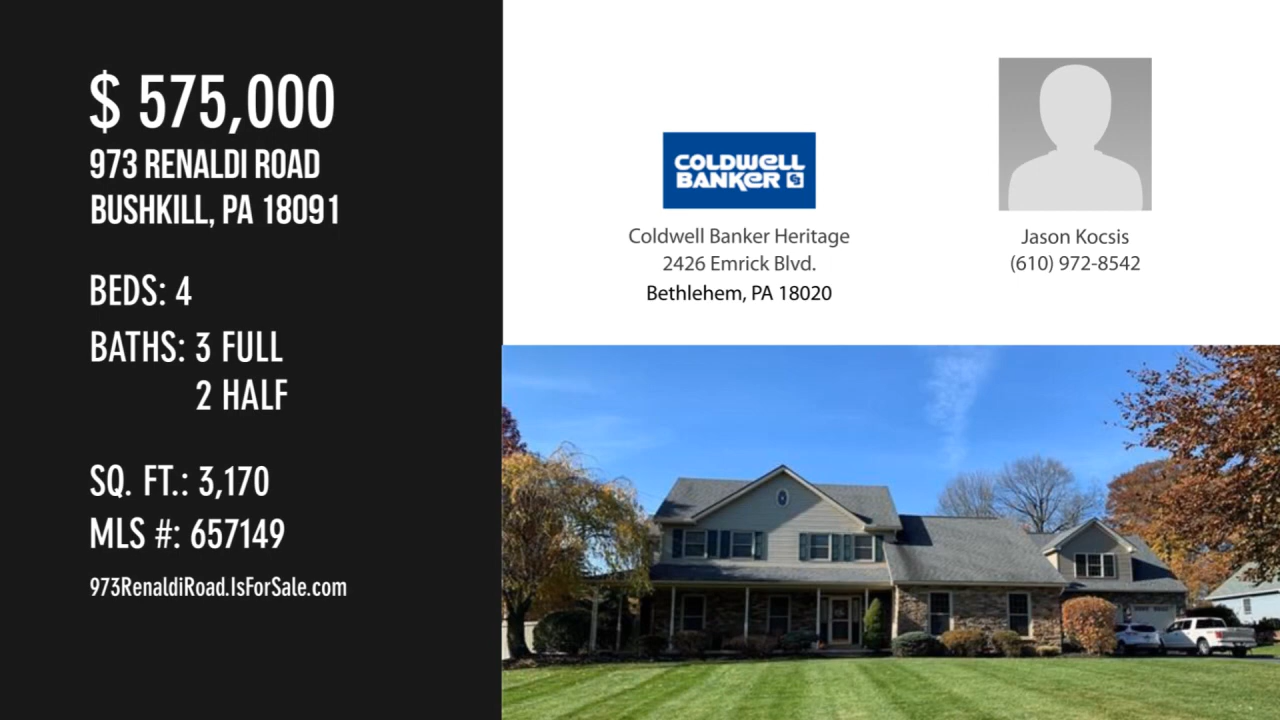 $ 575,000
973 RENALDI ROAD
BUSHKILL, PA 18091
BEDS: 4
BATHS: 3 FULL
2 HALF
SQ. FT.: 3,170
MLS #: 657149
973RenaldiRoad.IsForSale.com
COLDWELL
BANKER CB
Coldwell Banker Heritage
2426 Emrick Blvd.
Bethlehem, PA 18020
Jason Kocsis
(610) 972-8542